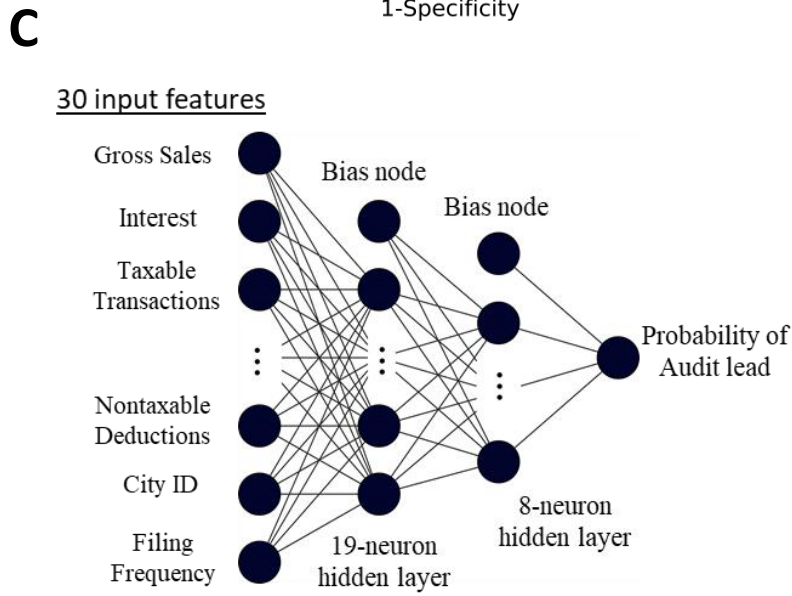 1-Specificity
C
30 input features
Gross Sales
Interest
Taxable
Transactions
Nontaxable
Deductions
City ID
Filing
Frequency
Bias node
19-neuron
hidden layer
Bias node
8-neuron
hidden layer
Probability of
Audit lead